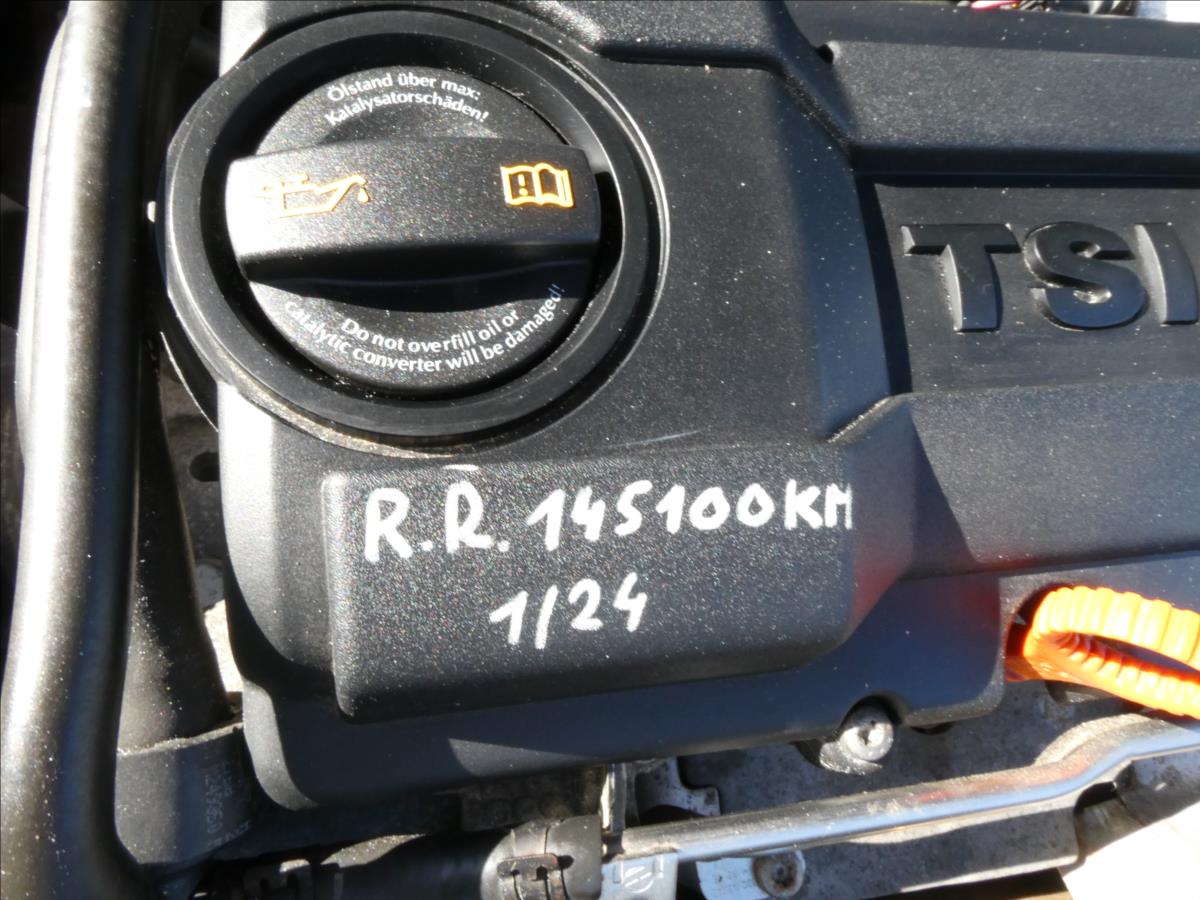 Ölstand über max:
Katalysatorschäden!
Do not overfill oil or
catalytic converter will be damaged!
TSI
R.R. 145100KM
1/24